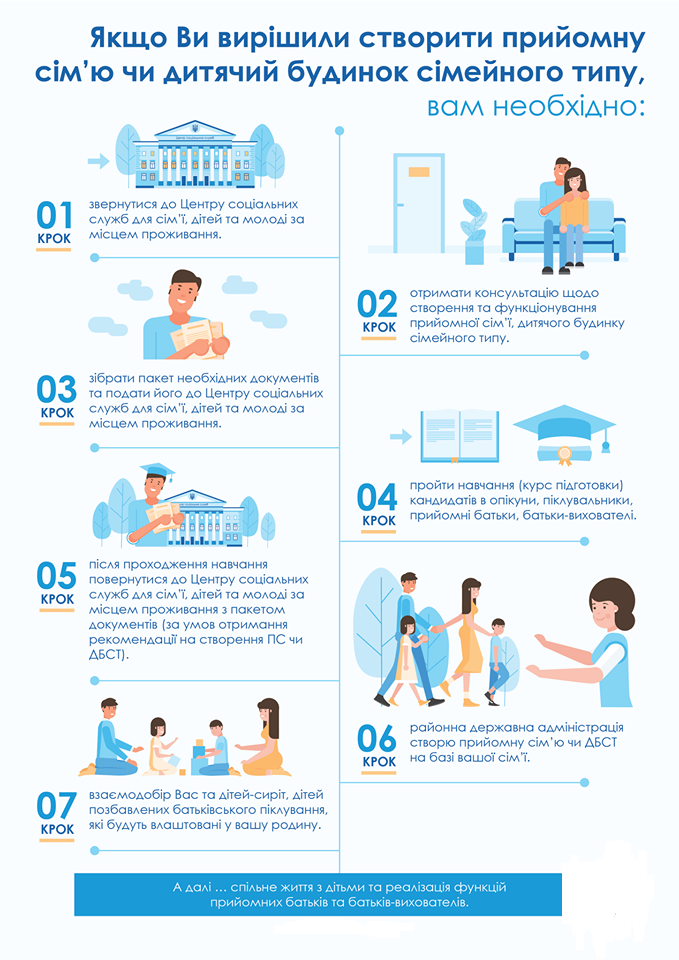 Якщо Ви вирішили створити прийомну
сім’ю чи дитячий будинок сімейного типу,
вам необхідно:
01
КРОК
звернутися до Центру соціальних
служб для сім’ї, дітей та молоді за
місцем проживання.
02
КРОК
отримати консультацію щодо
створення та функціонування
прийомної сім’ї, дитячого будинку
сімейного типу.
03
КРОК
зібрати пакет необхідних документів
та подати його до Центру соціальних
служб для сім’ї, дітей та молоді за
місцем проживання.
04
КРОК
пройти навчання (курс підготовки)
кандидатів в опікуни, піклувальники,
прийомні батьки, батьки-вихователі.
05
КРОК
після проходження навчання
повернутися до Центру соціальних
служб для сім’ї, дітей та молоді за
місцем проживання з пакетом
документів (за умов отримання
рекомендації на створення ПС чи
ДБСТ).
06
КРОК
районна державна адміністрація
створю прийомну сім’ю чи ДБСТ
на базі вашої сім’ї.
07
КРОК
взаємодобір Вас та дітей-сиріт, дітей
позбавлених батьківського піклування,
які будуть влаштовані у вашу родину.
А далі … спільне життя з дітьми та реалізація функцій
прийомних батьків та батьків-вихователів.